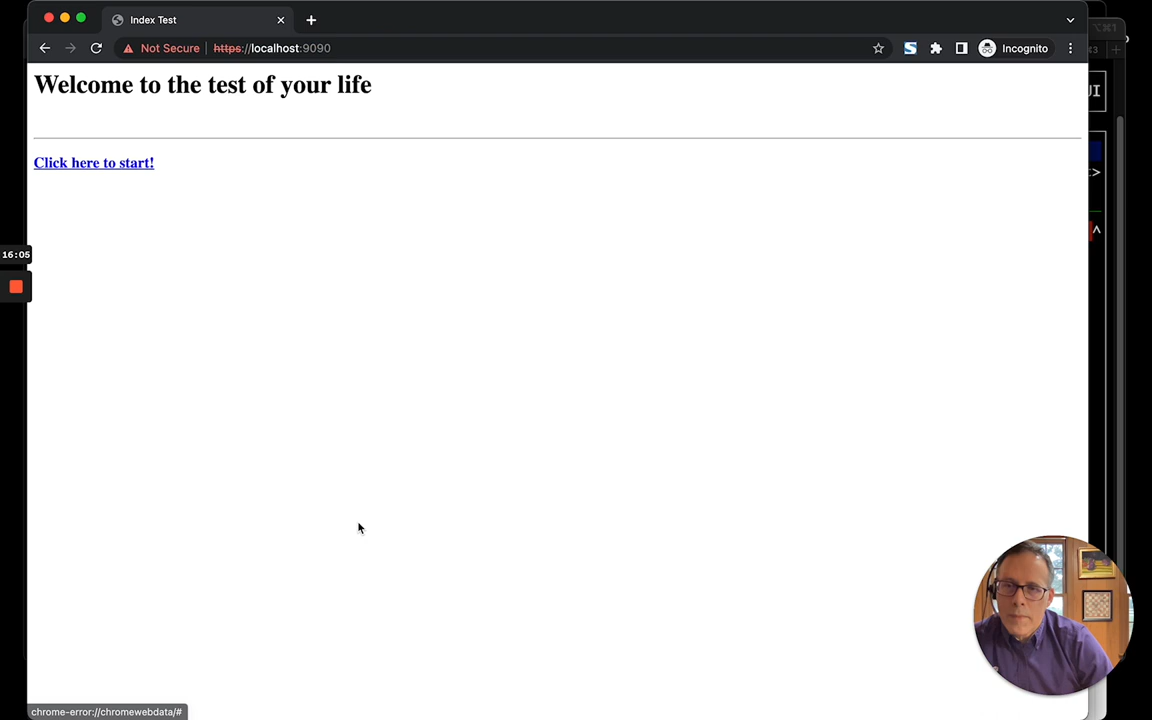 Index Test
Not Secure
https://localhost:9090
Incognito
Welcome to the test of your life
Click here to start!
16:05
chrome-error://chromewebdata/#